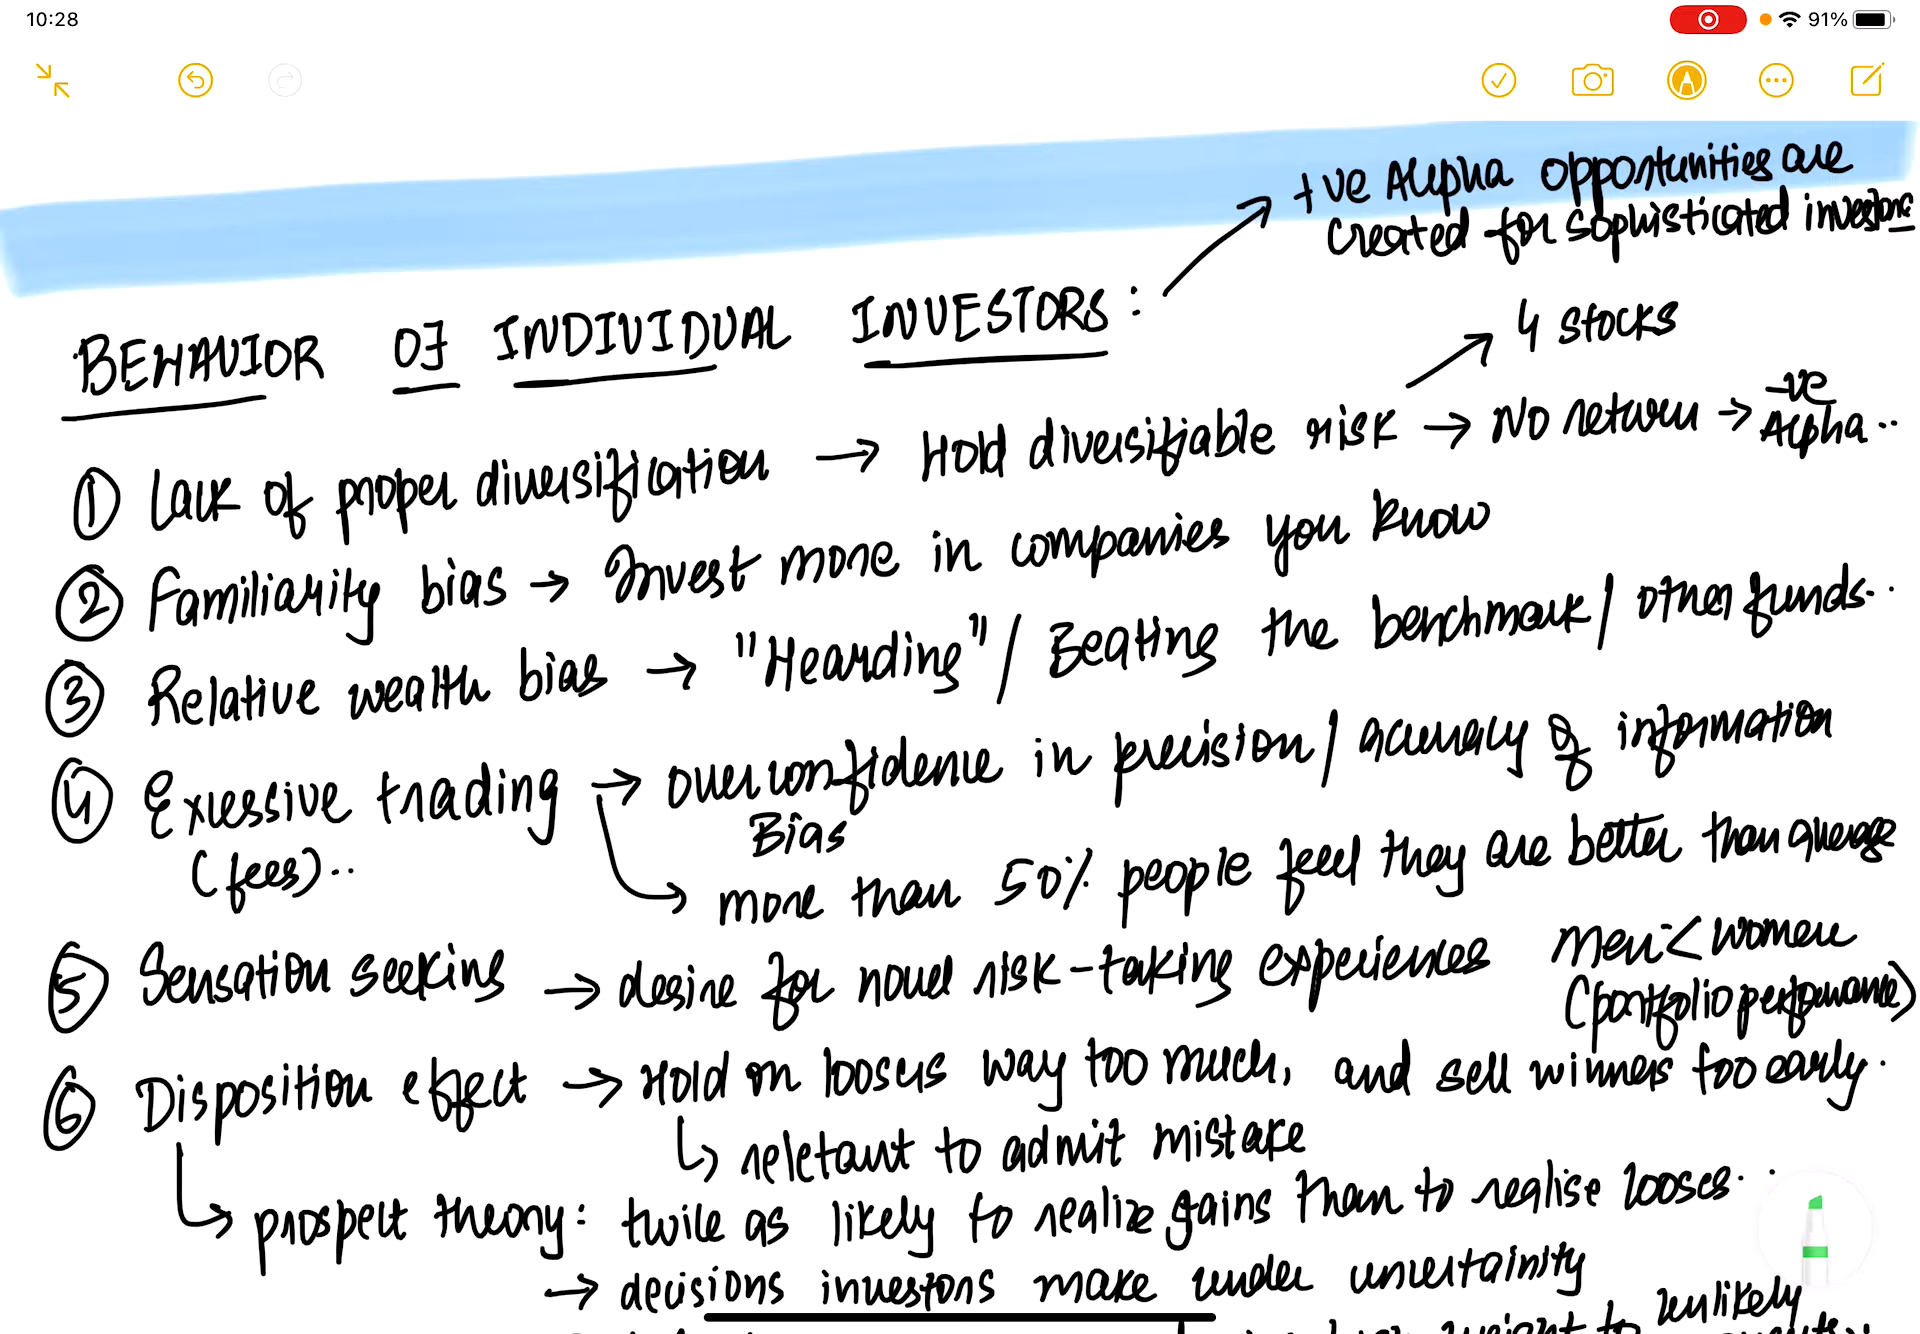 10:28
91%
+ve Alpha opportunities are
created for sophisticated investors
BEHAVIOR OF INDIVIDUAL INVESTORS:
4 stocks
① Lack of proper diversification → Hold diversifiable risk → No return → -ve Alpha..
② Familiarity bias → Invest more in companies you know
③ Relative wealth bias → "Hearding" / Beating the benchmark / other funds..
④ Excessive trading → overconfidence in precision / accuracy of information
(fees).. Bias
→ more than 50% people feel they are better than average
⑤ Sensation seeking → desire for novel risk-taking experiences Men < women
(portfolio performance)
⑥ Disposition effect → Hold on loosers way too much, and sell winners too early.
↳ reletant to admit mistake
↳ prospect theory: twice as likely to realize gains than to realise looses..
→ decisions investors make under uncertainity
weight to unlikely